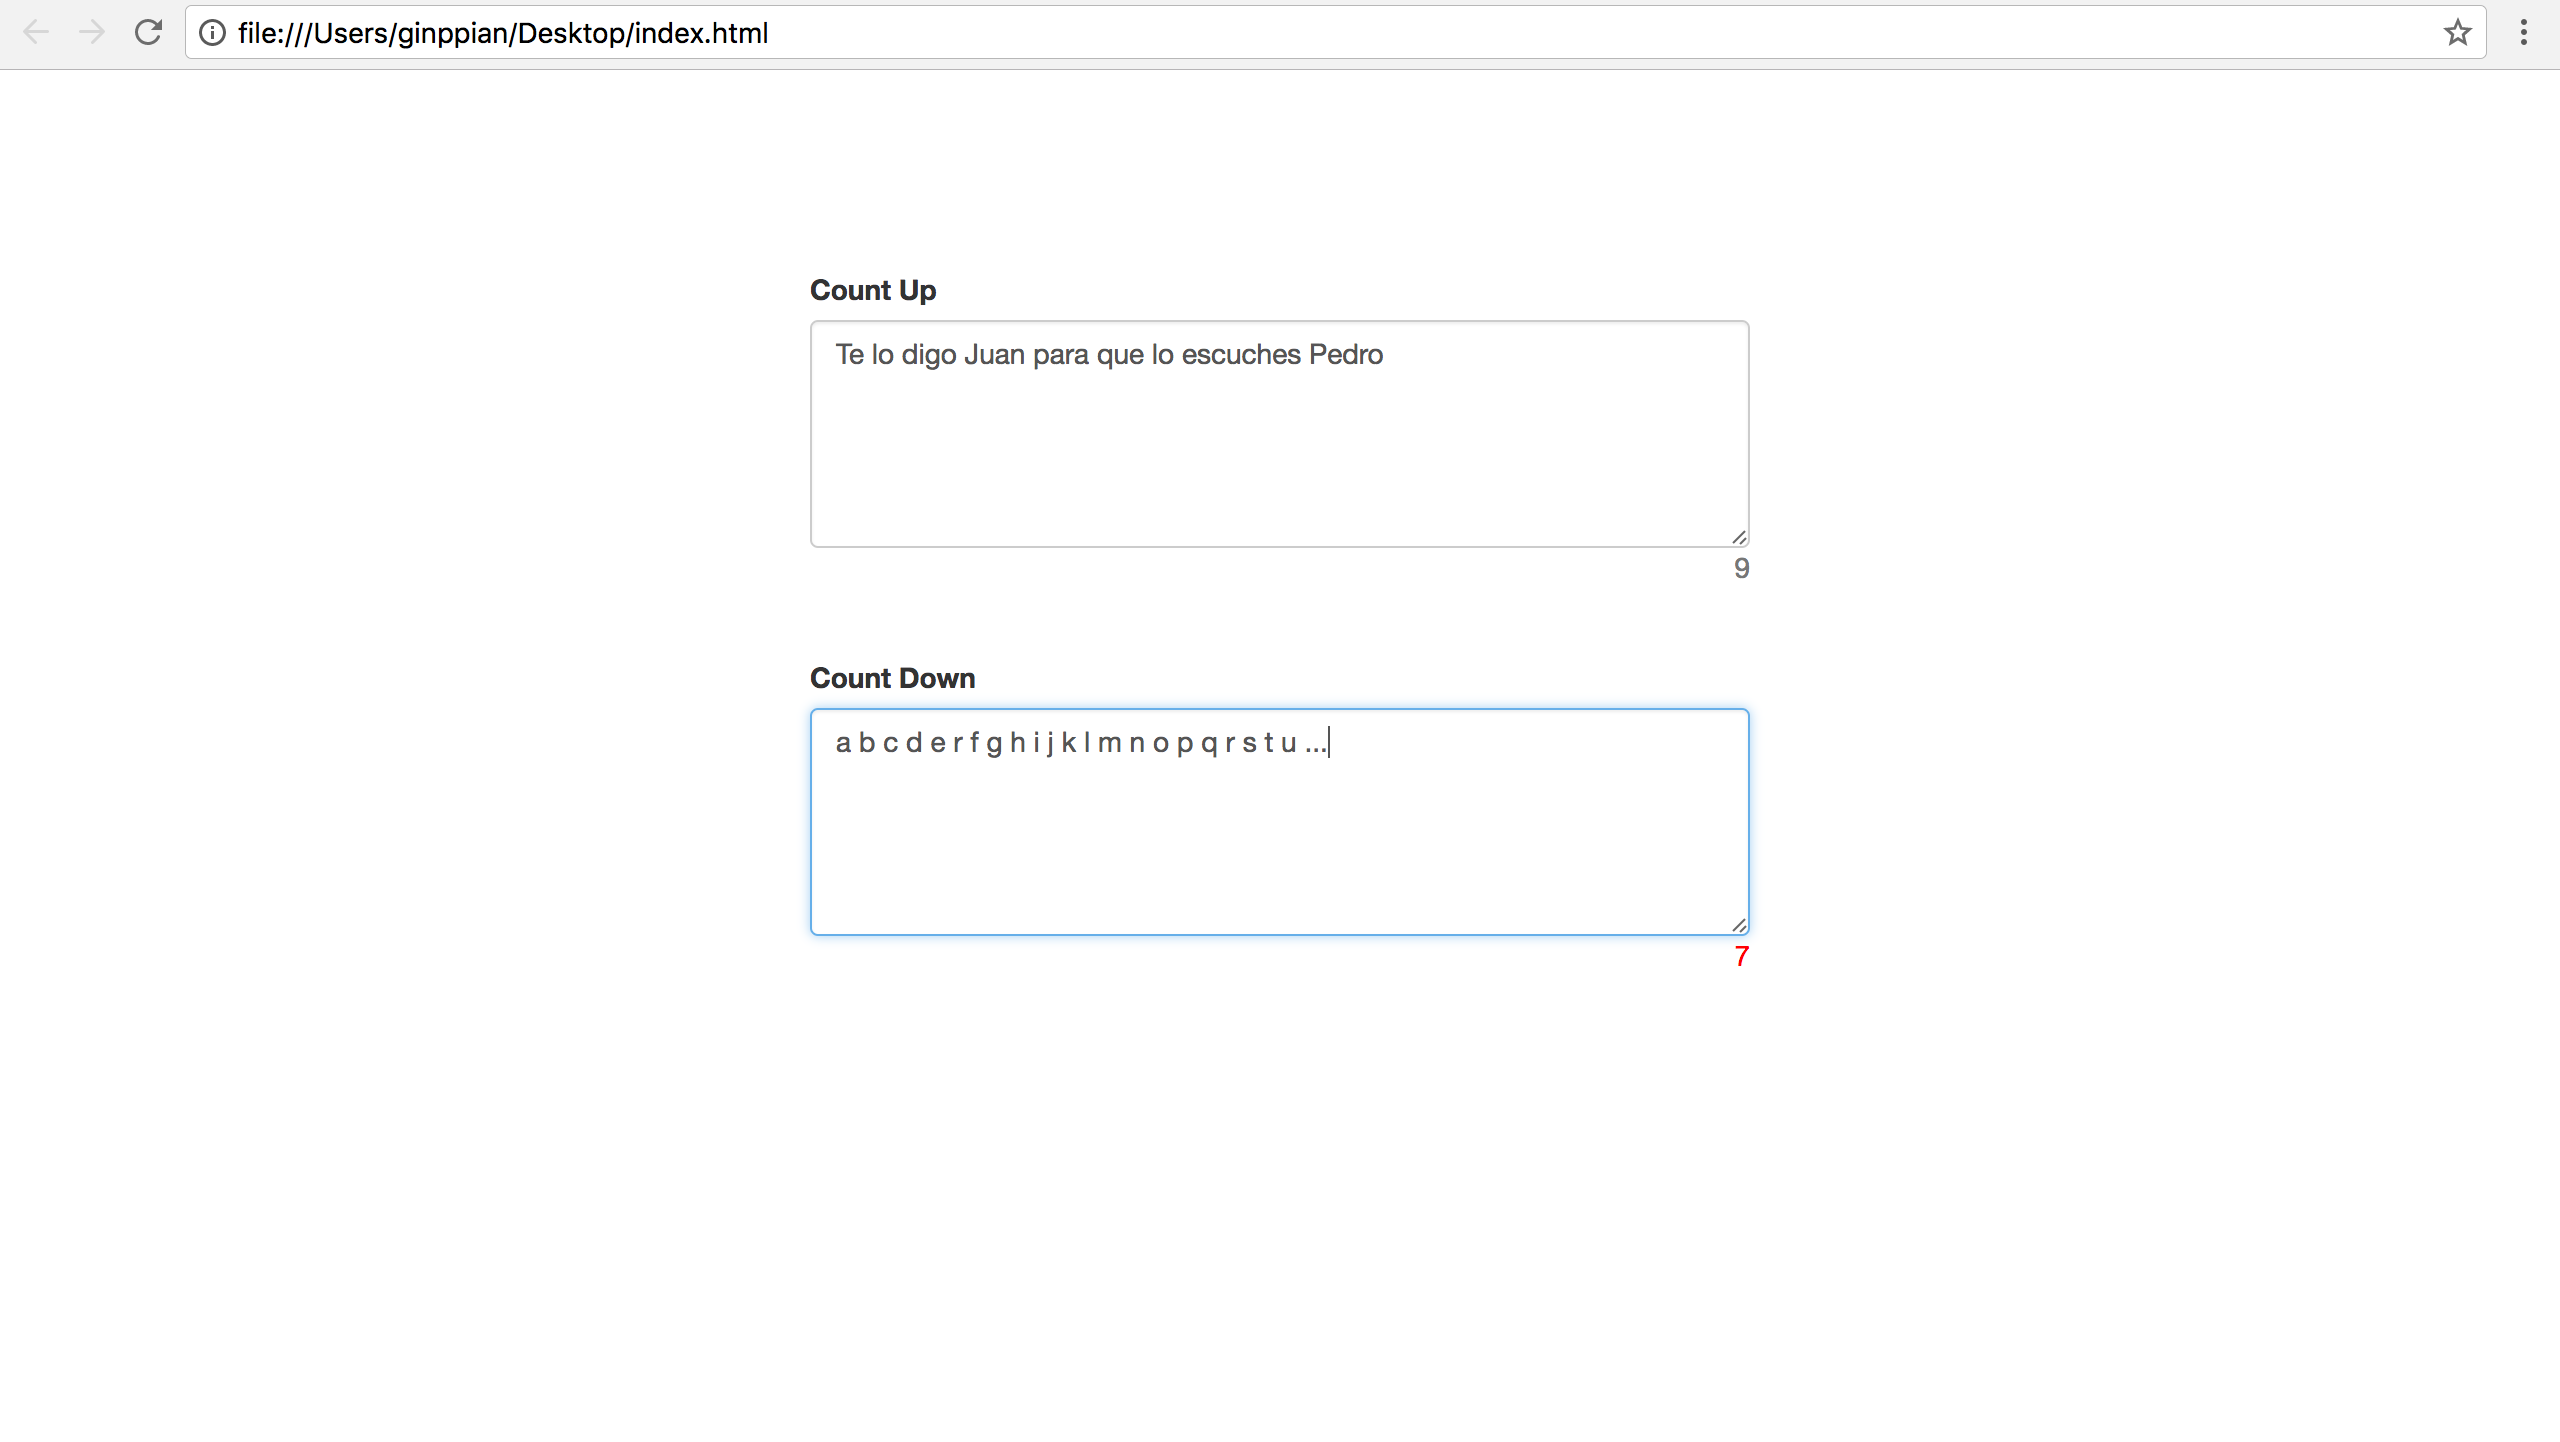 file:///Users/ginppian/Desktop/index.html
Count Up
Te lo digo Juan para que lo escuches Pedro
9
Count Down
a b c d e r f g h i j k l m n o p q r s t u ...
7